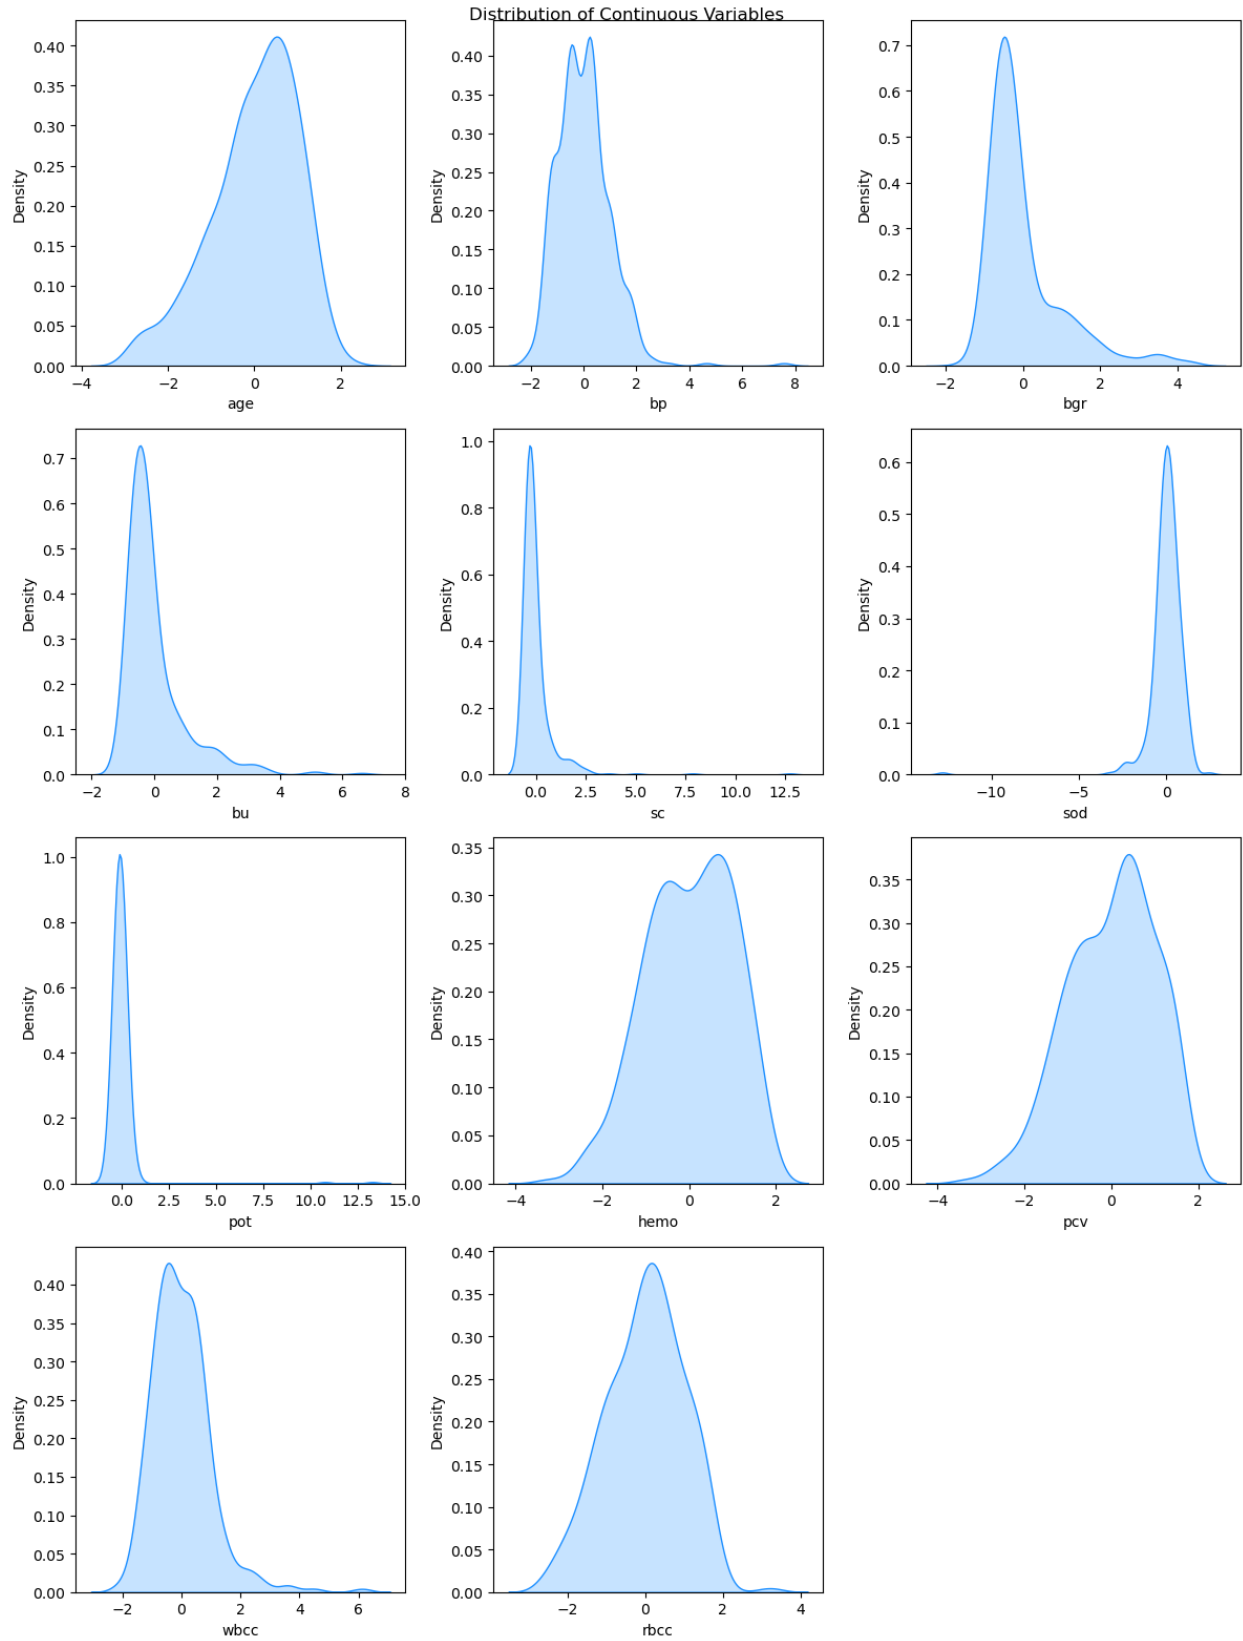 Distribution of Continuous Variables
0.40
0.35
0.30
0.25
0.20
0.15
0.10
0.05
0.00
Density
−4 −2 0 2
age
0.40
0.35
0.30
0.25
0.20
0.15
0.10
0.05
0.00
Density
−2 0 2 4 6 8
bp
0.7
0.6
0.5
0.4
0.3
0.2
0.1
0.0
Density
−2 0 2 4
bgr
0.7
0.6
0.5
0.4
0.3
0.2
0.1
0.0
Density
−2 0 2 4 6 8
bu
1.0
0.8
0.6
0.4
0.2
0.0
Density
0.0 2.5 5.0 7.5 10.0 12.5
sc
0.6
0.5
0.4
0.3
0.2
0.1
0.0
Density
−10 −5 0
sod
1.0
0.8
0.6
0.4
0.2
0.0
Density
0.0 2.5 5.0 7.5 10.0 12.5 15.0
pot
0.35
0.30
0.25
0.20
0.15
0.10
0.05
0.00
Density
−4 −2 0 2
hemo
0.35
0.30
0.25
0.20
0.15
0.10
0.05
0.00
Density
−4 −2 0 2
pcv
0.40
0.35
0.30
0.25
0.20
0.15
0.10
0.05
0.00
Density
−2 0 2 4 6
wbcc
0.40
0.35
0.30
0.25
0.20
0.15
0.10
0.05
0.00
Density
−2 0 2 4
rbcc